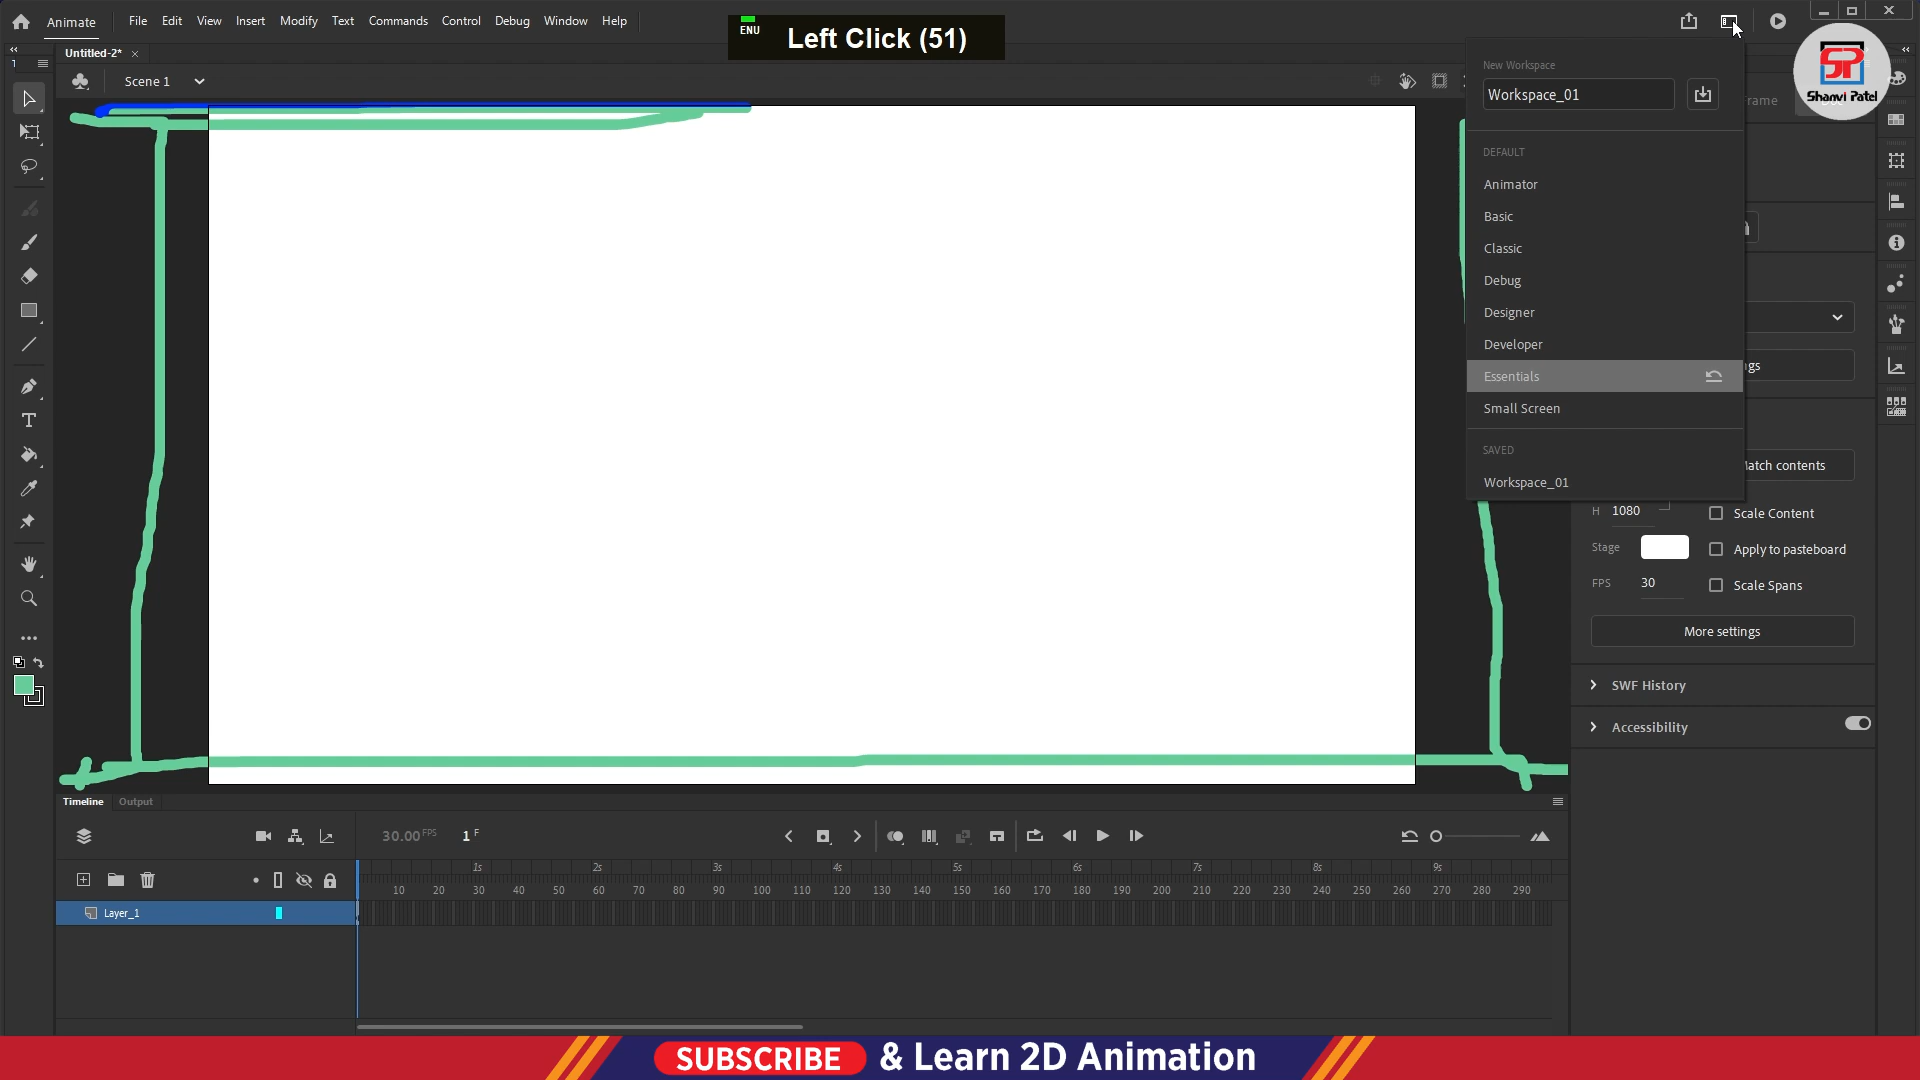 Animate File Edit View Insert Modify Text Commands Control Debug Window Help
ENU
Left Click (51)
Untitled-2*
Scene 1
SP
Shanvi Patel
New Workspace
Workspace_01
DEFAULT
Animator
Basic
Classic
Debug
Designer
Developer
Essentials
Small Screen
SAVED
Workspace_01
Match contents
H 1080
Scale Content
Stage
Apply to pasteboard
FPS 30
Scale Spans
More settings
SWF History
Accessibility
Timeline Output
30.00 FPS 1 F
1s 2s 3s 4s 5s 6s 7s 8s 9s
10 20 30 40 50 60 70 80 90 100 110 120 130 140 150 160 170 180 190 200 210 220 230 240 250 260 270 280 290
Layer_1
SUBSCRIBE & Learn 2D Animation